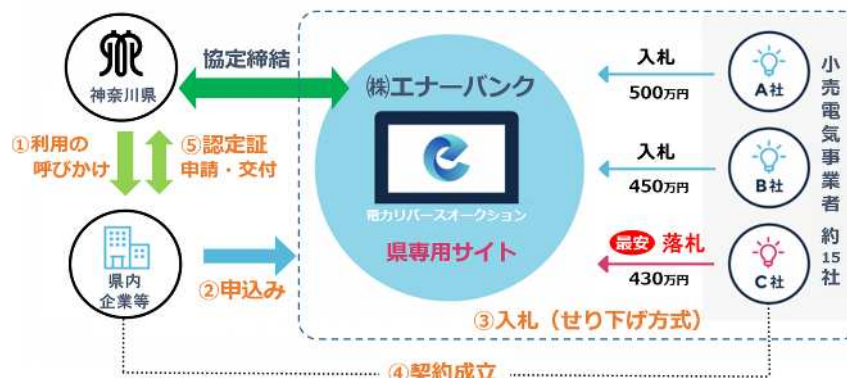 神奈川県
協定締結
①利用の
呼びかけ
⑤認定証
申請・交付
県内
企業等
②申込み
㈱エナーバンク
電力リバースオークション
県専用サイト
入札
500万円
A社
入札
450万円
B社
最安 落札
430万円
C社
小売電気事業者
約15社
③入札（せり下げ方式）
④契約成立